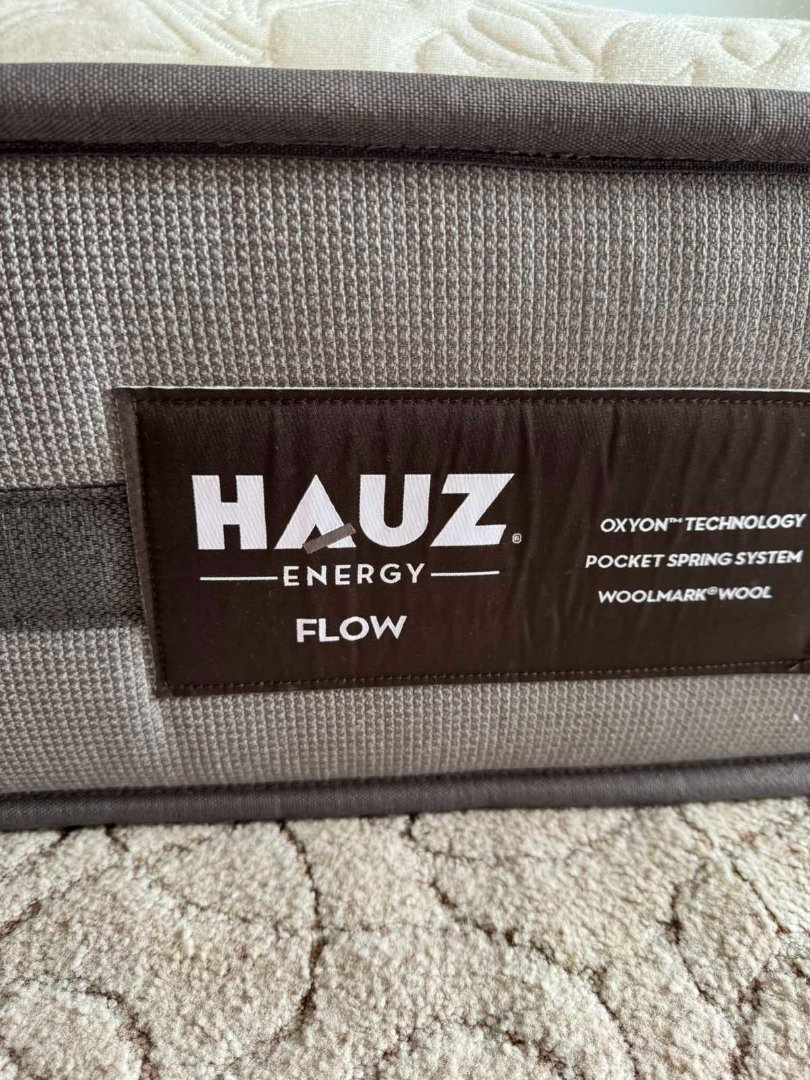 HAUZ®
ENERGY
FLOW
OXYON™ TECHNOLOGY
POCKET SPRING SYSTEM
WOOLMARK® WOOL